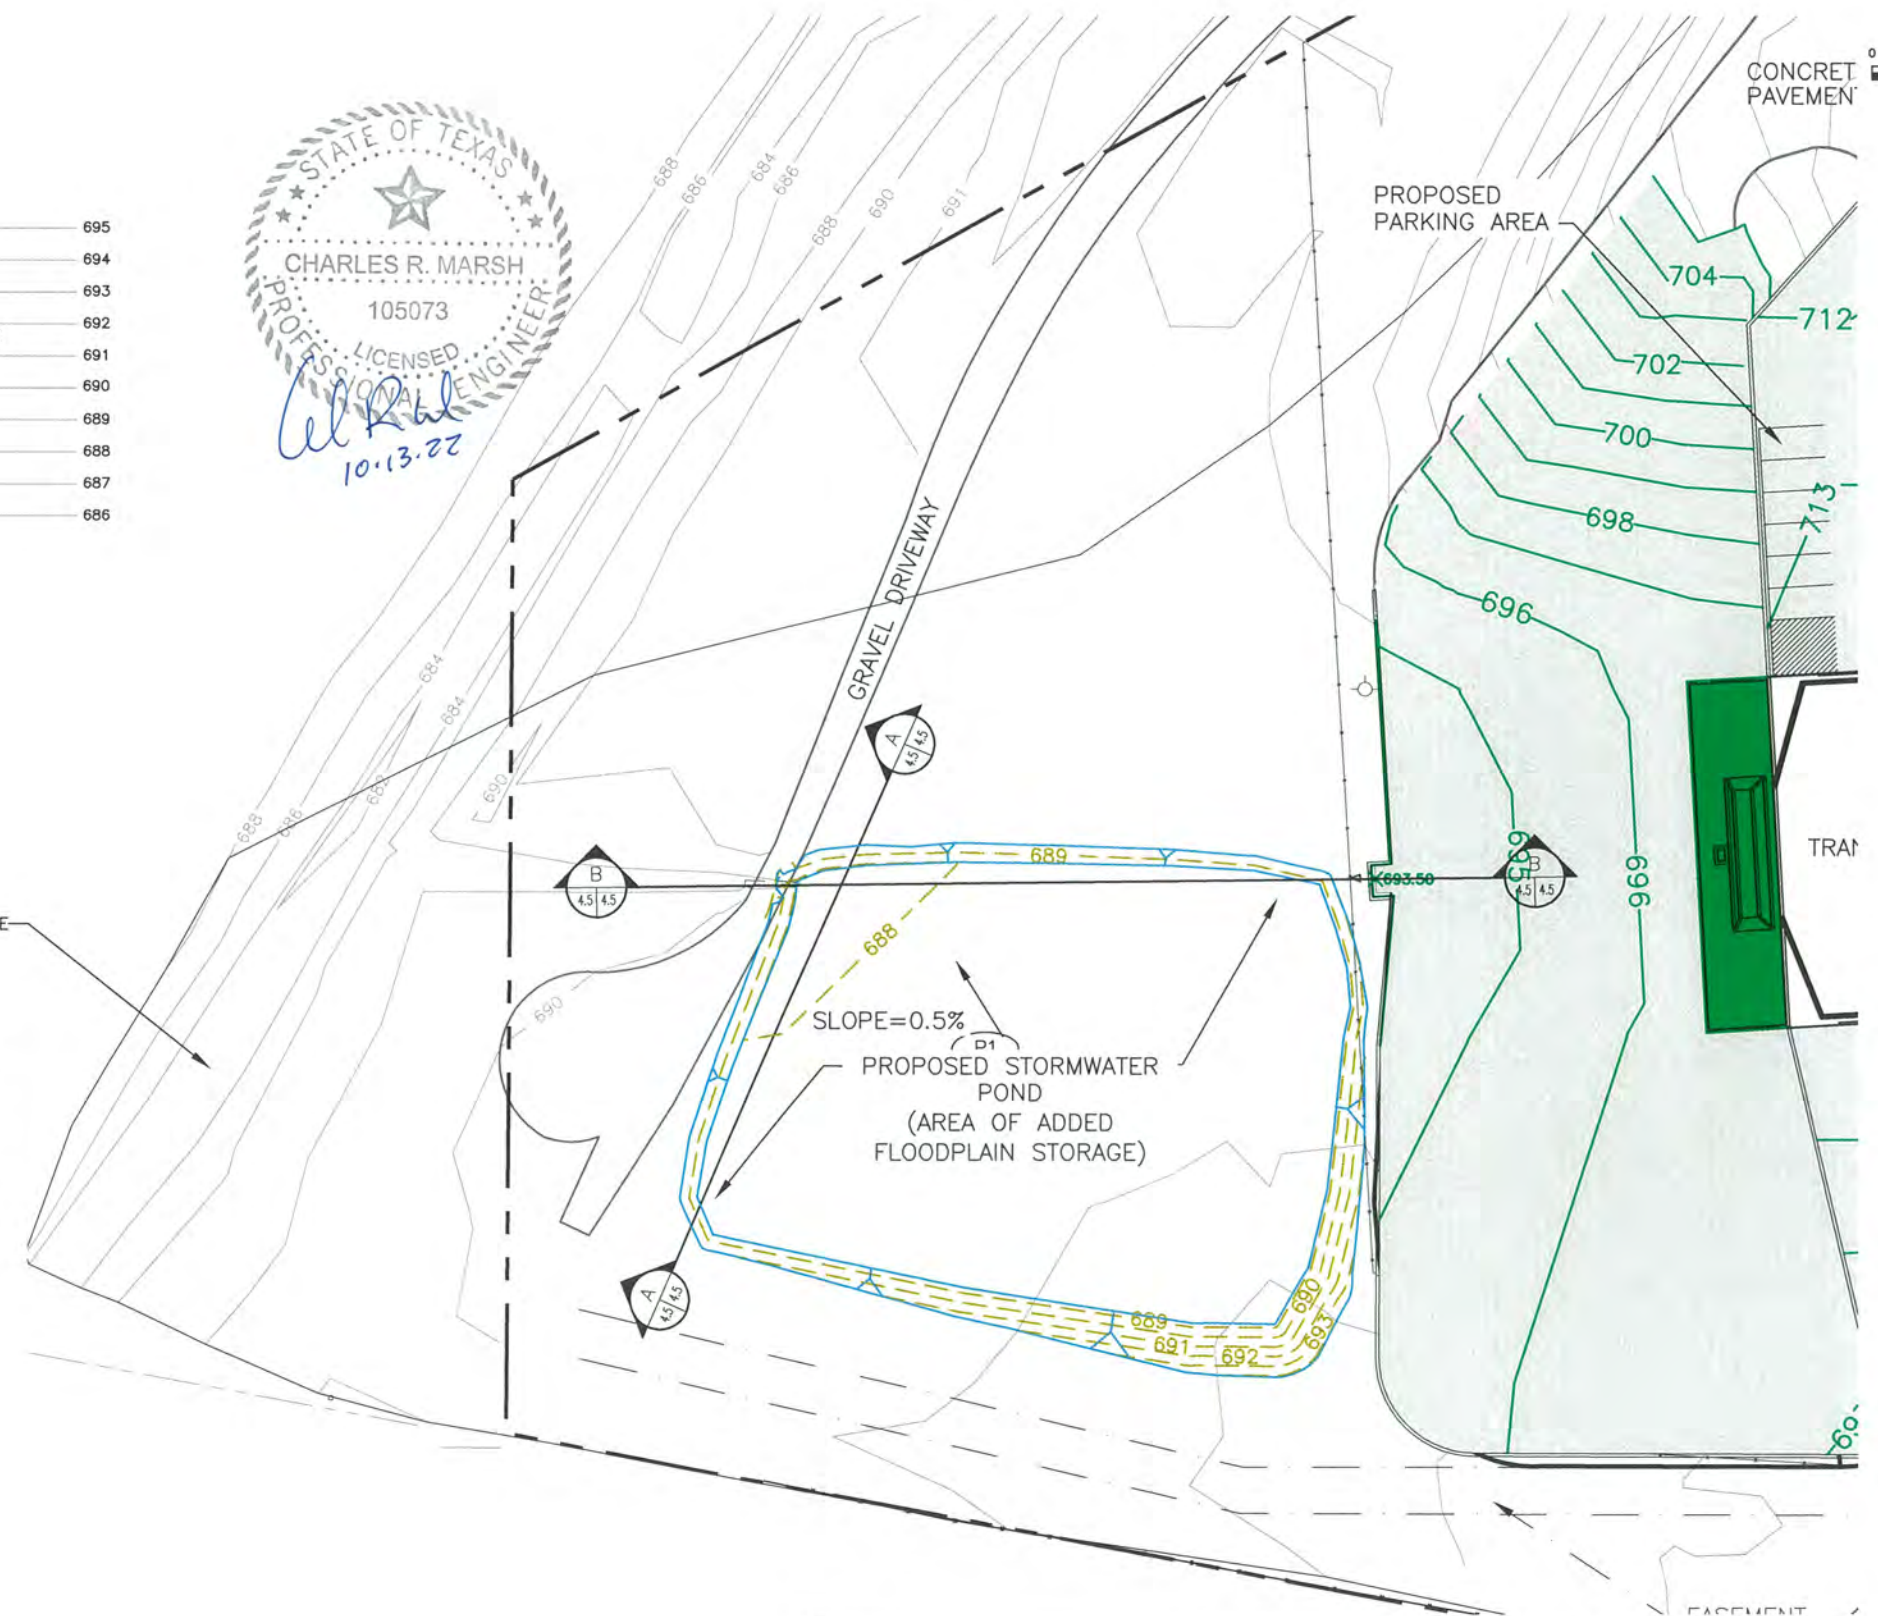 CONCRET
PAVEMEN
STATE OF TEXAS
CHARLES R. MARSH
105073
LICENSED
PROFESSIONAL ENGINEER
10.13.22
695
694
693
692
691
690
689
688
687
686
688
686
684
686
688
690
691
PROPOSED
PARKING AREA
704
712
702
700
713
698
696
GRAVEL DRIVEWAY
684
684
682
690
688
686
A
4.5 4.5
B
4.5 4.5
689
693.50
695
B
4.5 4.5
696
TRAN
688
E
690
SLOPE=0.5%
P1
PROPOSED STORMWATER
POND
(AREA OF ADDED
FLOODPLAIN STORAGE)
A
4.5 4.5
689
690
691
692
693
69
EASEMENT